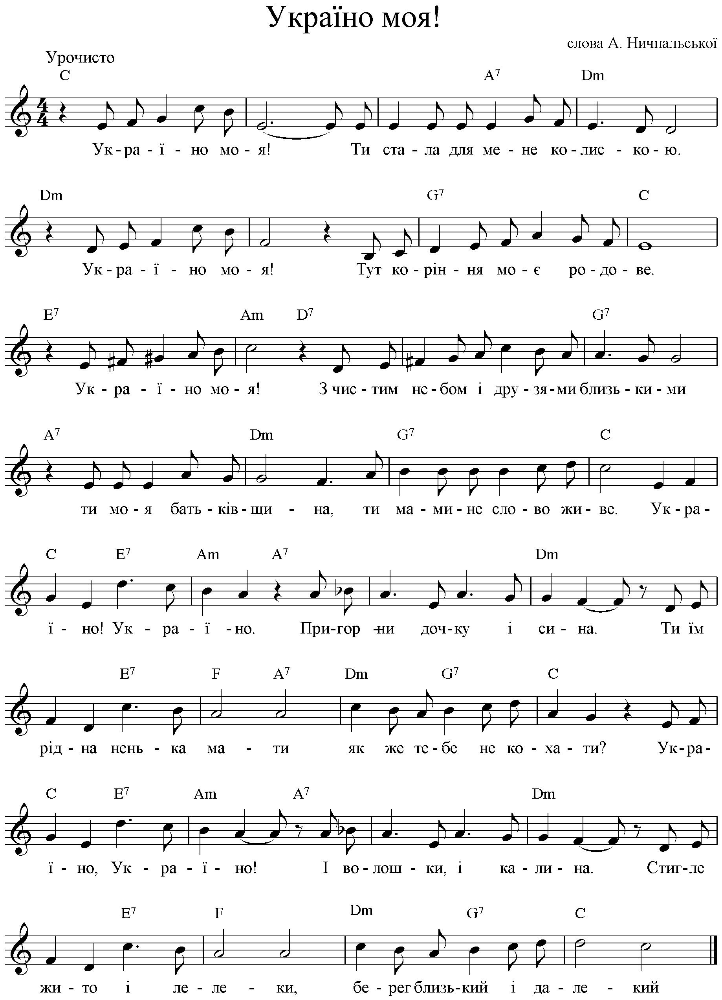 Україно моя!
слова А. Ничпальської
Урочисто
C A7 Dm
Ук - ра - ї - но мо - я! Ти ста - ла для ме - не ко - лис - ко - ю.
Dm G7 C
Ук - ра - ї - но мо - я! Тут ко - рін - ня мо - є ро - до - ве.
E7 Am D7 G7
Ук - ра - ї - но мо - я! З чис - тим не - бом і дру - зя - ми близь - ки - ми
A7 Dm G7 C
ти мо - я бать - ків - щи - на, ти ма - ми - не сло - во жи - ве. Ук - ра -
C E7 Am A7 Dm
ї - но! Ук - ра - ї - но. При - гор - ни доч - ку і си - на. Ти їм
E7 F A7 Dm G7 C
рід - на нень - ка ма - ти як же те - бе не ко - ха - ти? Ук - ра -
C E7 Am A7 Dm
ї - но, Ук - ра - ї - но! І во - лош - ки, і ка - ли - на. Стиг - ле
E7 F Dm G7 C
жи - то і ле - ле - ки, бе - рег близь - кий і да - ле - кий